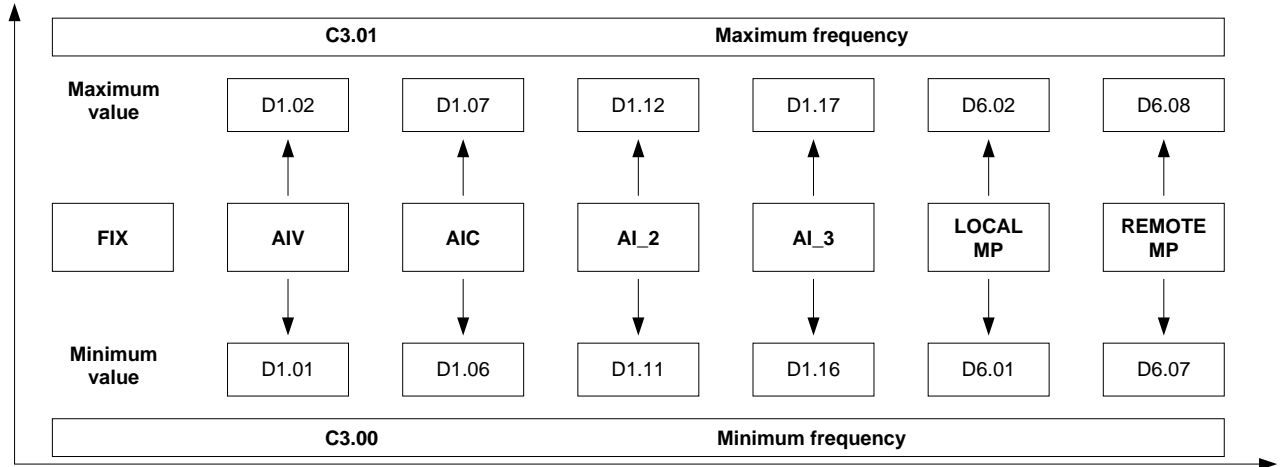 C3.01 Maximum frequency
Maximum
value
D1.02 D1.07 D1.12 D1.17 D6.02 D6.08
FIX AIV AIC AI_2 AI_3 LOCAL
MP REMOTE
MP
Minimum
value
D1.01 D1.06 D1.11 D1.16 D6.01 D6.07
C3.00 Minimum frequency